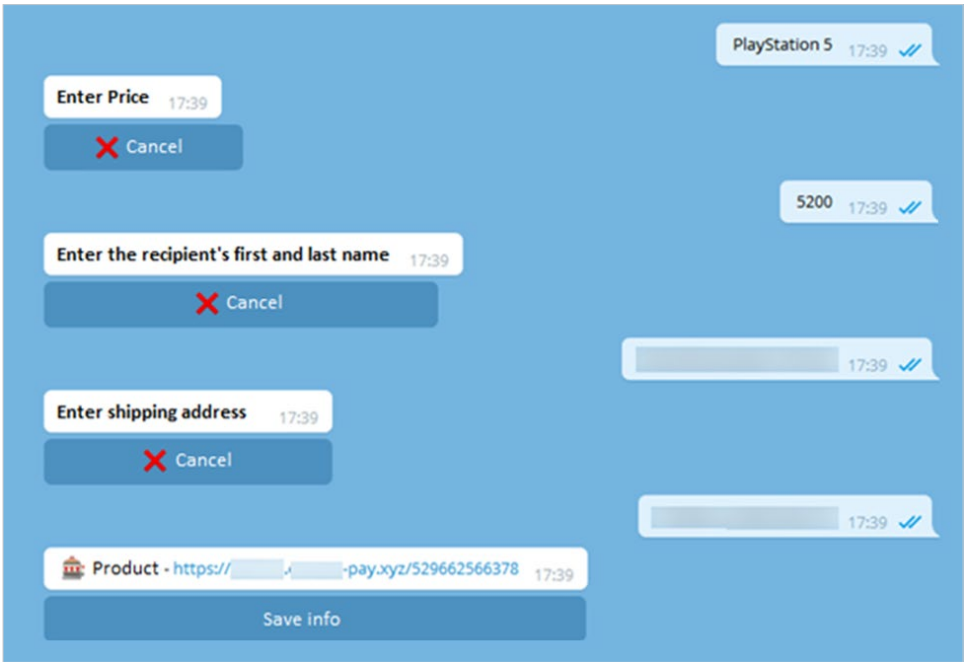 PlayStation 5 17:39
Enter Price 17:39
Cancel
5200 17:39
Enter the recipient's first and last name 17:39
Cancel
17:39
Enter shipping address 17:39
Cancel
17:39
Product - https:// . -pay.xyz/529662566378 17:39
Save info